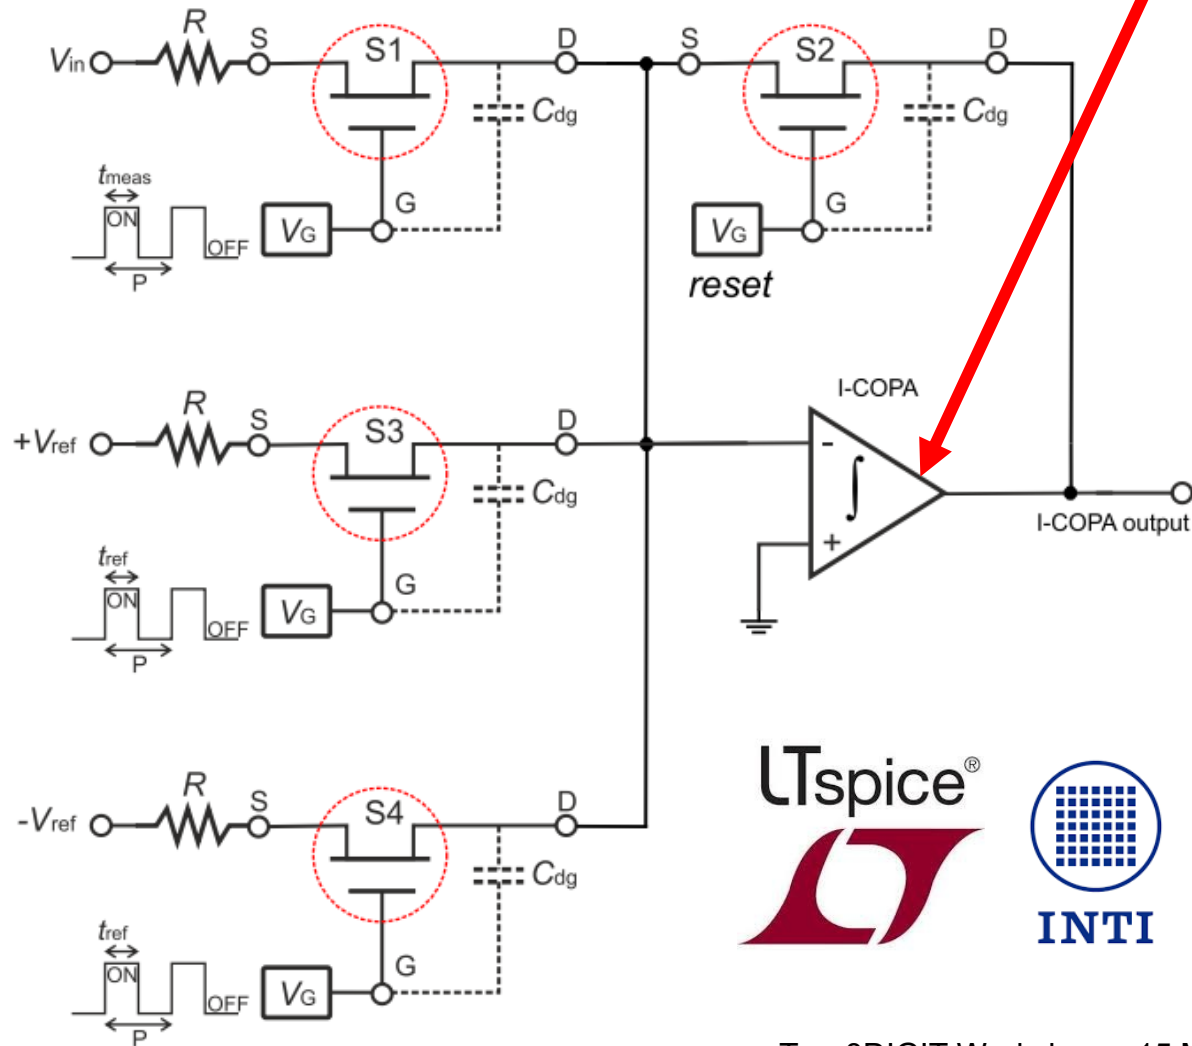 R
S
S1
D
S
S2
D
Vin
Cdg
Cdg
tmeas
ON
OFF
P
VG
G
VG
G
reset
R
S
S3
D
+Vref
Cdg
I-COPA
-
∫
+
I-COPA output
tref
ON
OFF
P
VG
G
R
S
S4
D
-Vref
Cdg
tref
ON
OFF
P
VG
G
LTspice®
INTI